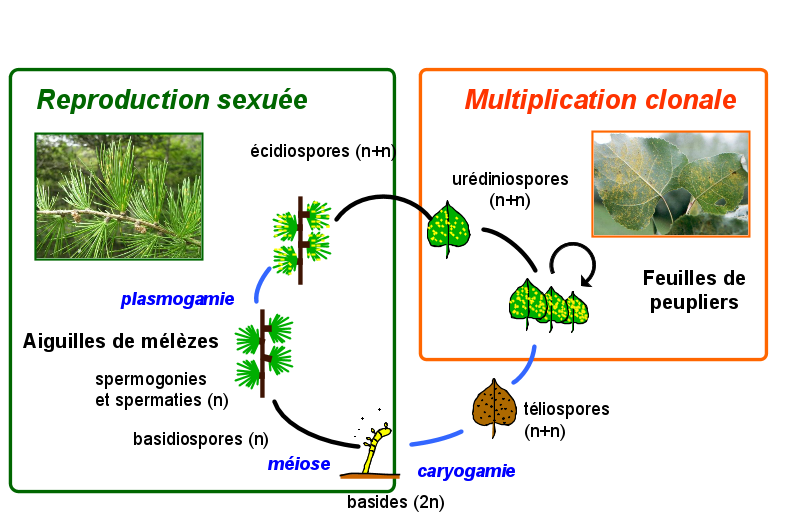 Reproduction sexuée
Multiplication clonale
écidiospores (n+n)
urédiniospores
(n+n)
Feuilles de
peupliers
plasmogamie
Aiguilles de mélèzes
spermogonies
et spermaties (n)
téliospores
(n+n)
basidiospores (n)
méiose
caryogamie
basides (2n)